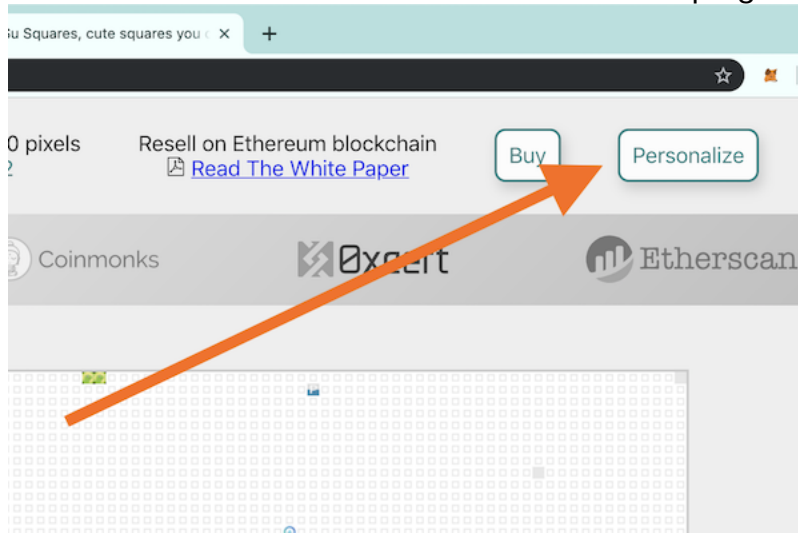 Su Squares, cute squares you
0 pixels
Resell on Ethereum blockchain
Read The White Paper
Buy
Personalize
Coinmonks
0xcert
Etherscan